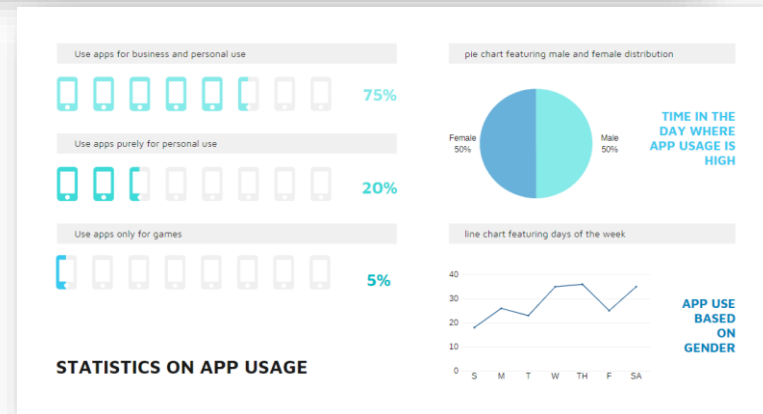 Use apps for business and personal use
75%
Use apps purely for personal use
20%
Use apps only for games
5%
STATISTICS ON APP USAGE
pie chart featuring male and female distribution
Female
50%
Male
50%
TIME IN THE
DAY WHERE
APP USAGE IS
HIGH
line chart featuring days of the week
40
30
20
10
0
S M T W TH F SA
APP USE
BASED
ON
GENDER